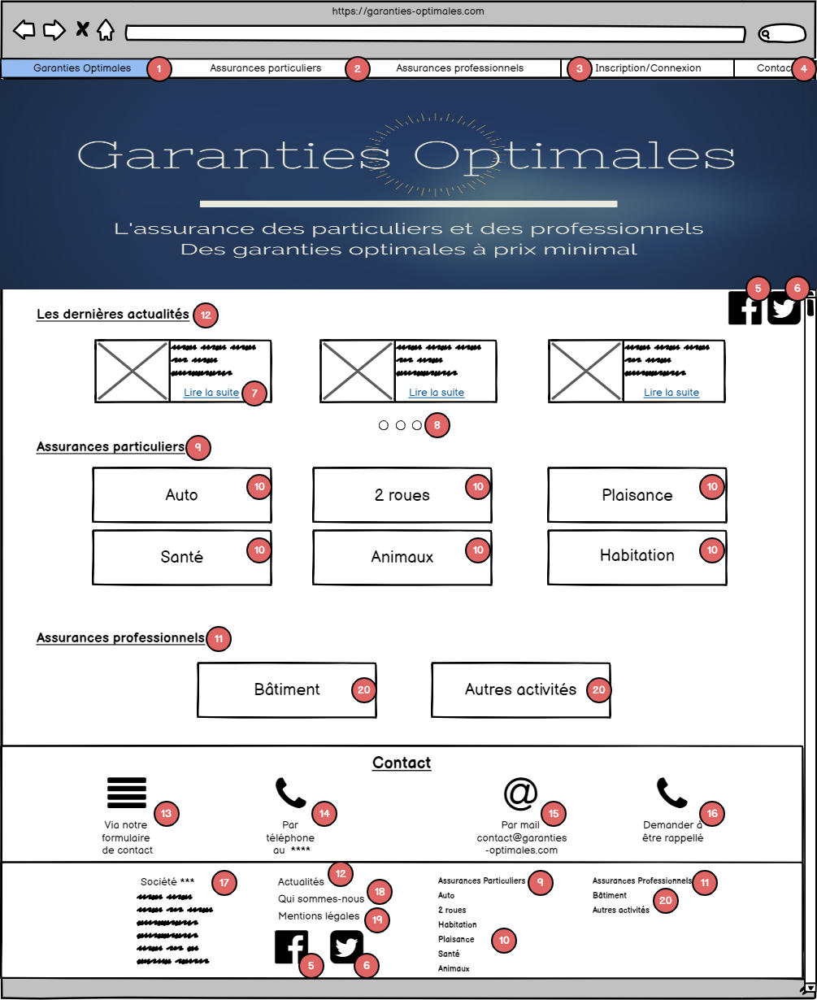 https://garanties-optimales.com
Garanties Optimales 1 Assurances particuliers 2 Assurances professionnels 3 Inscription/Connexion 4
Garanties Optimales
L'assurance des particuliers et des professionnels
Des garanties optimales à prix minimal
5 6
Les dernières actualités 12
Lire la suite 7 Lire la suite Lire la suite
8
Assurances particuliers 9
Auto 10 2 roues 10 Plaisance 10
Santé 10 Animaux 10 Habitation 10
Assurances professionnels 11
Bâtiment 20 Autres activités 20
Contact
13 14 @ 15 16
Via notre
formulaire
de contact
Par
téléphone
au ****
Par mail
contact@garanties
-optimales.com
Demander à
être rappellé
Société *** 17
Actualités 12
Qui sommes-nous 18
Mentions légales 19
5 6
Assurances Particuliers 9
Auto
2 roues
Habitation
Plaisance 10
Santé
Animaux
Assurances Professionnels 11
Bâtiment 20
Autres activités